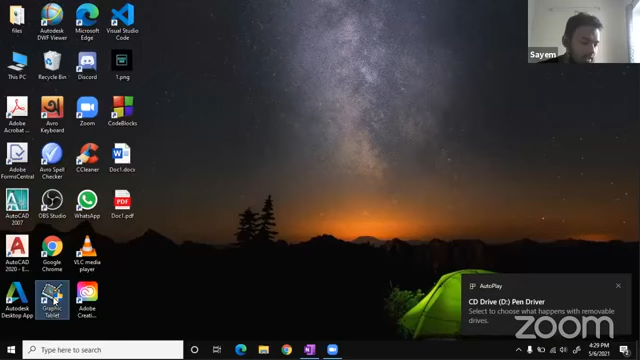 files
Autodesk
DWF Viewer
Microsoft
Edge
Visual Studio
Code
Sayem
This PC
Recycle Bin
Discord
1.png
Adobe
Acrobat ...
Avro
Keyboard
Zoom
CodeBlocks
Adobe
FormsCentral
Avro Spell
Checker
CCleaner
Doc1.docx
AutoCAD
2007
OBS Studio
WhatsApp
Doc1.pdf
AutoCAD
2020 - E...
Google
Chrome
VLC media
player
Autodesk
Desktop App
Graphic
Tablet
Adobe
Creati...
AutoPlay
CD Drive (D:) Pen Driver
Select to choose what happens with removable
drives.
zoom
Type here to search
4:29 PM
5/6/2021